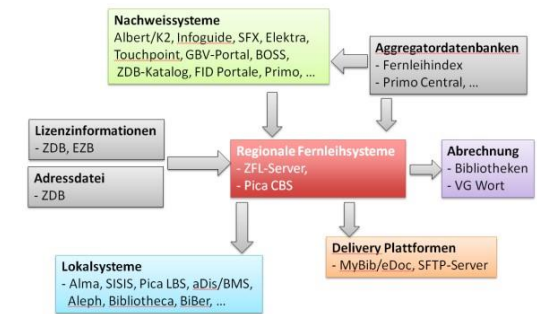 Nachweissysteme
Albert/K2, Infoguide, SFX, Elektra,
Touchpoint, GBV-Portal, BOSS,
ZDB-Katalog, FID Portale, Primo, ...
Aggregatordatenbanken
- Fernleihindex
- Primo Central, ...
Lizenzinformationen
- ZDB, EZB
Adressdatei
- ZDB
Regionale Fernleihsysteme
- ZFL-Server,
- Pica CBS
Abrechnung
- Bibliotheken
- VG Wort
Lokalsysteme
- Alma, SISIS, Pica LBS, aDis/BMS,
Aleph, Bibliotheca, BiBer, ...
Delivery Plattformen
- MyBib/eDoc, SFTP-Server